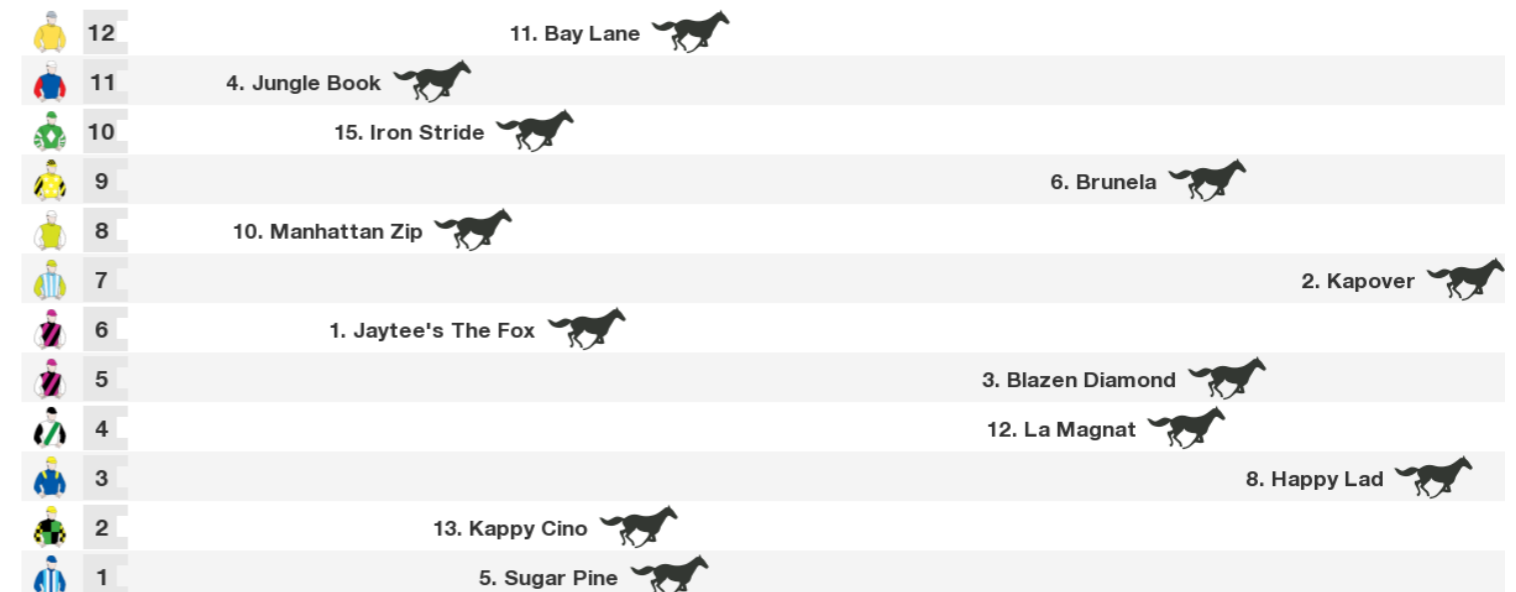 12 11. Bay Lane
11 4. Jungle Book
10 15. Iron Stride
9 6. Brunela
8 10. Manhattan Zip
7 2. Kapover
6 1. Jaytee's The Fox
5 3. Blazen Diamond
4 12. La Magnat
3 8. Happy Lad
2 13. Kappy Cino
1 5. Sugar Pine